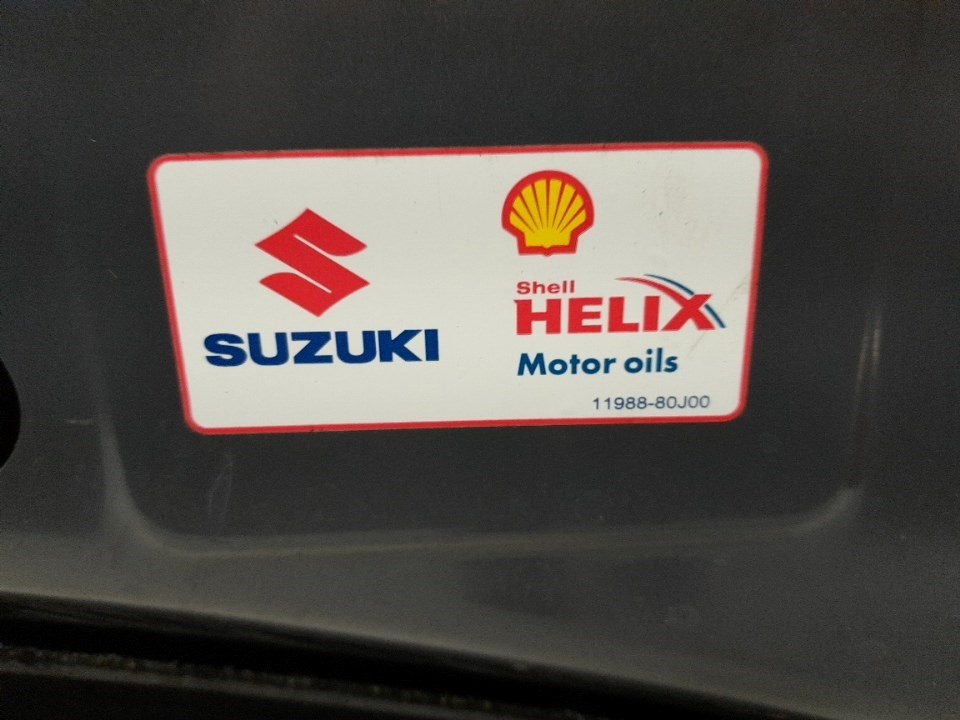 SUZUKI
Shell
HELIX
Motor oils
11988-80J00